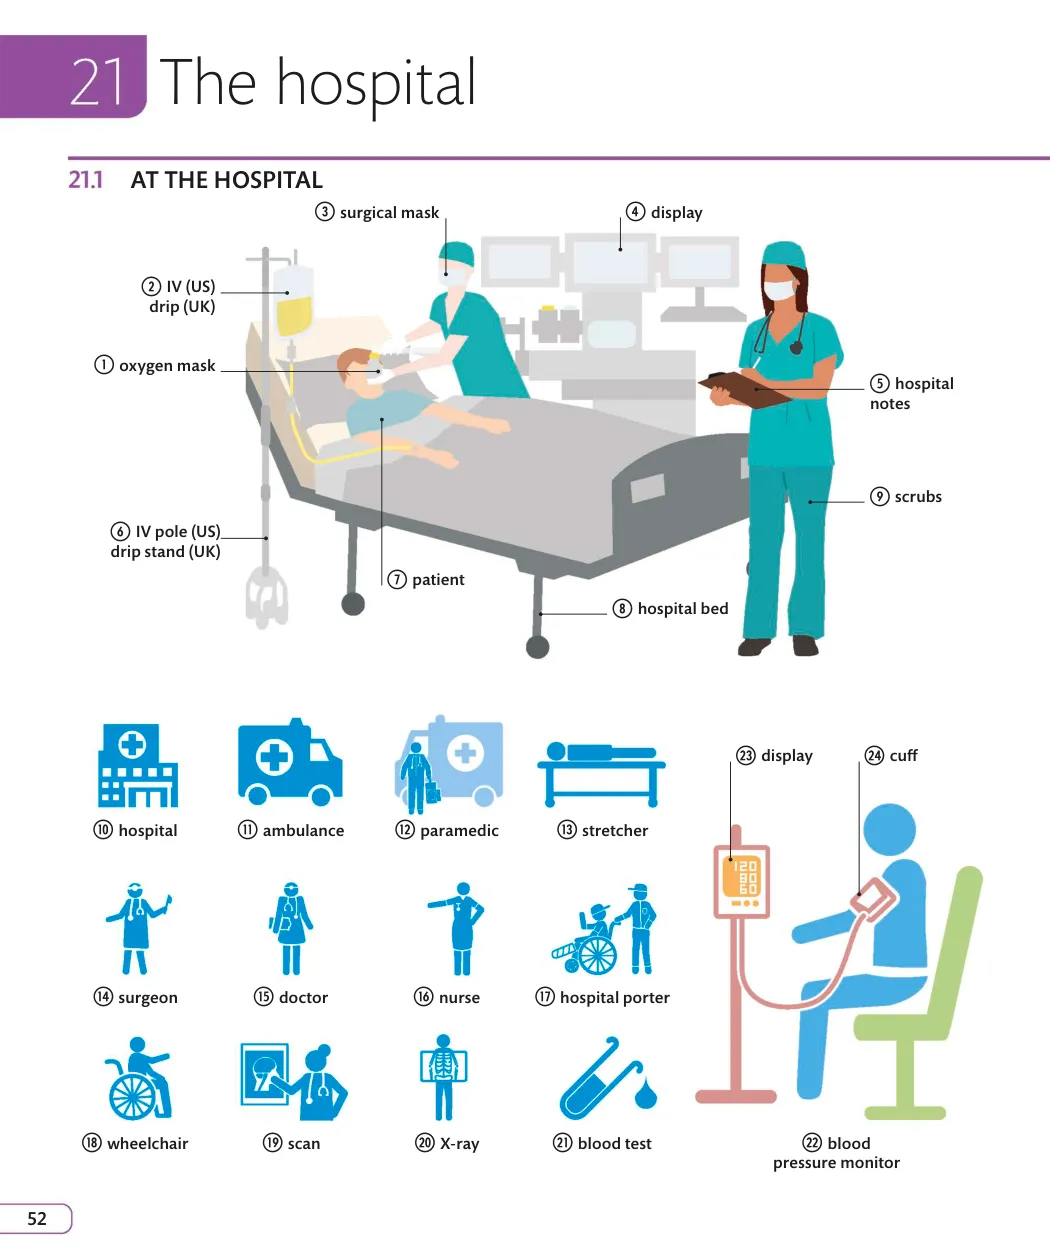 21 The hospital
21.1 AT THE HOSPITAL
③ surgical mask
④ display
② IV (US)
drip (UK)
① oxygen mask
⑤ hospital
notes
⑨ scrubs
⑥ IV pole (US)
drip stand (UK)
⑦ patient
⑧ hospital bed
⑩ hospital
⑪ ambulance
⑫ paramedic
⑬ stretcher
㉓ display
㉔ cuff
120
80
60
⑭ surgeon
⑮ doctor
⑯ nurse
⑰ hospital porter
⑱ wheelchair
⑲ scan
⑳ X-ray
㉑ blood test
㉒ blood
pressure monitor
52